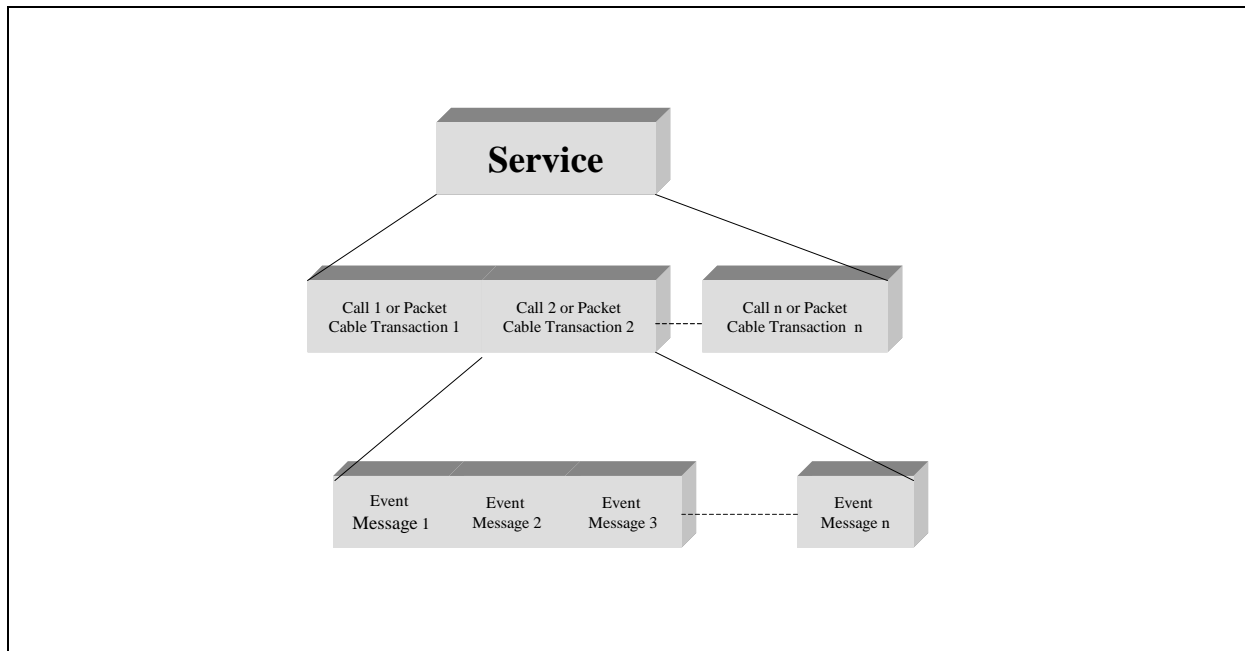 Service
Call 1 or Packet
Cable Transaction 1
Call 2 or Packet
Cable Transaction 2
Call n or Packet
Cable Transaction n
Event
Message 1
Event
Message 2
Event
Message 3
Event
Message n